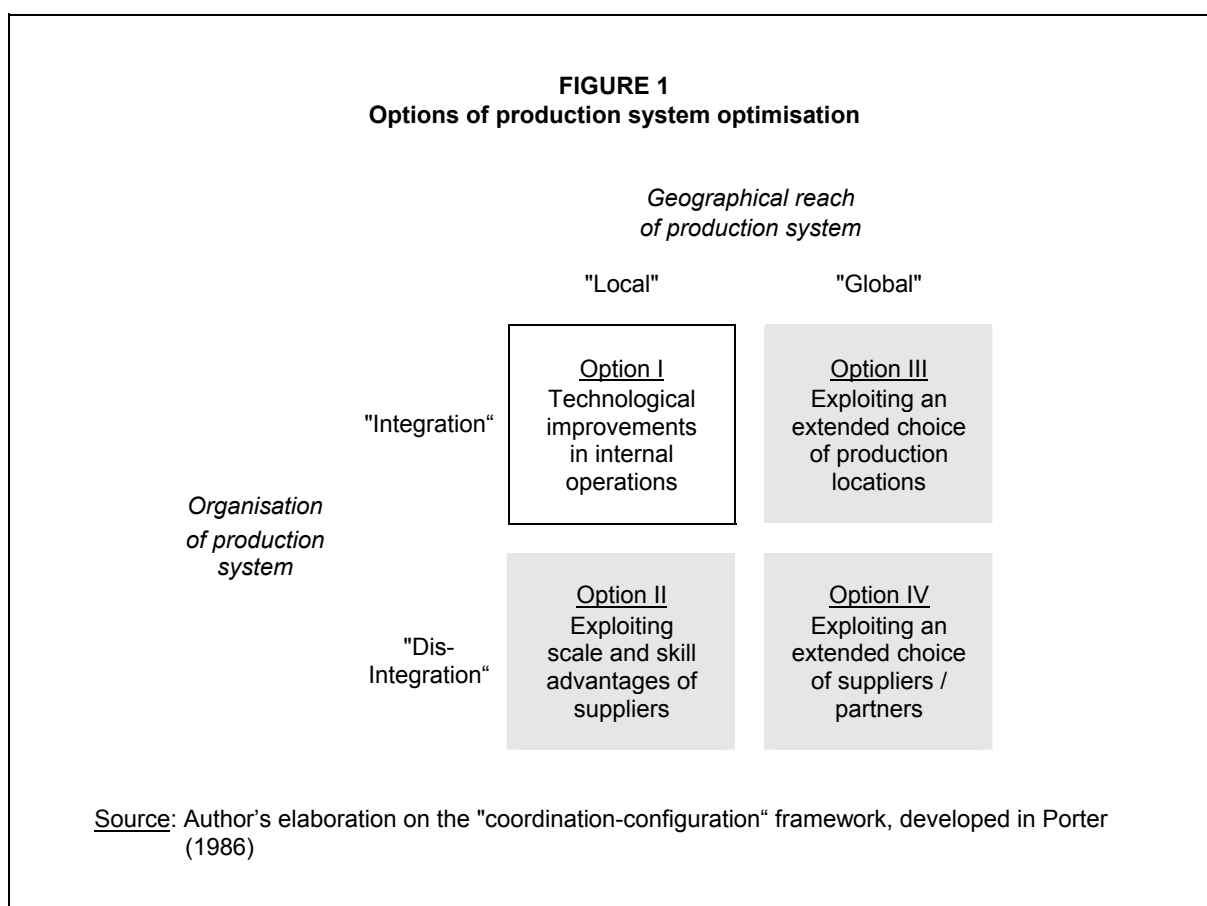 FIGURE 1
Options of production system optimisation
Geographical reach
of production system
"Local"
"Global"
"Integration“
Option I
Technological
improvements
in internal
operations
Option III
Exploiting an
extended choice
of production
locations
Organisation
of production
system
"Dis-
Integration“
Option II
Exploiting
scale and skill
advantages of
suppliers
Option IV
Exploiting an
extended choice
of suppliers /
partners
Source: Author’s elaboration on the "coordination-configuration“ framework, developed in Porter
(1986)